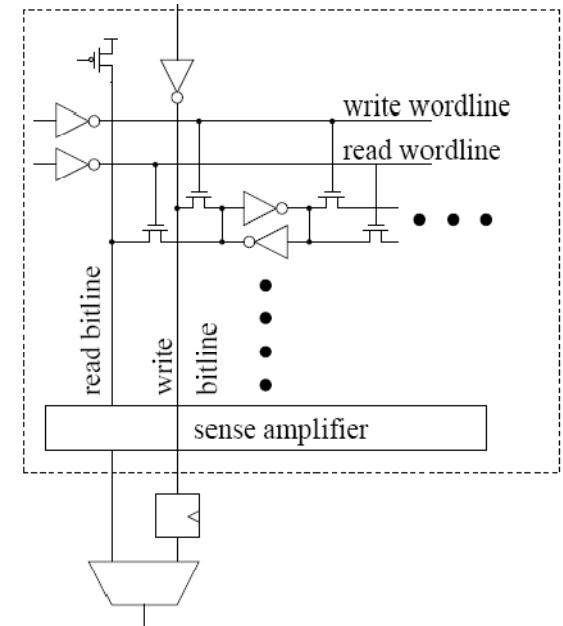 write wordline
read wordline
read bitline
write
bitline
sense amplifier